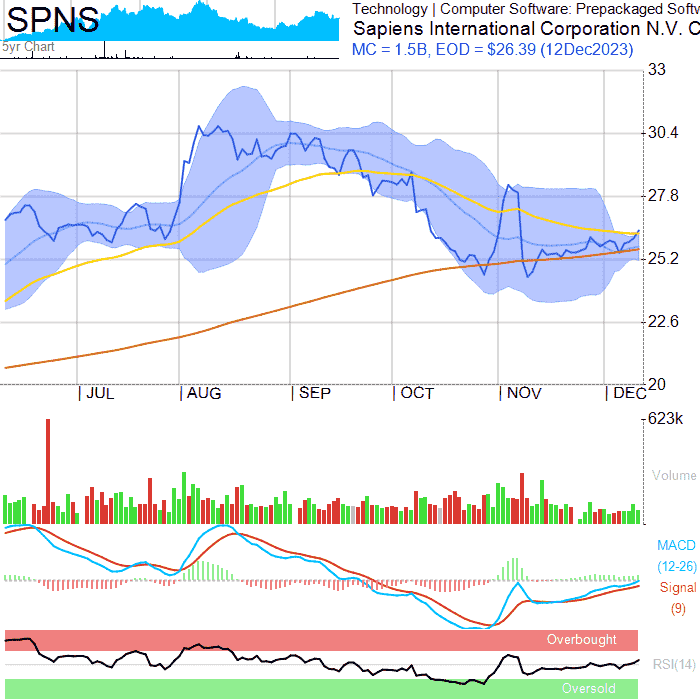 SPNS
5yr Chart
Technology | Computer Software: Prepackaged Softw
Sapiens International Corporation N.V. C
MC = 1.5B, EOD = $26.39 (12Dec2023)
33
30.4
27.8
25.2
22.6
20
JUL
AUG
SEP
OCT
NOV
DEC
623k
Volume
MACD
(12-26)
Signal
(9)
Overbought
RSI(14)
Oversold